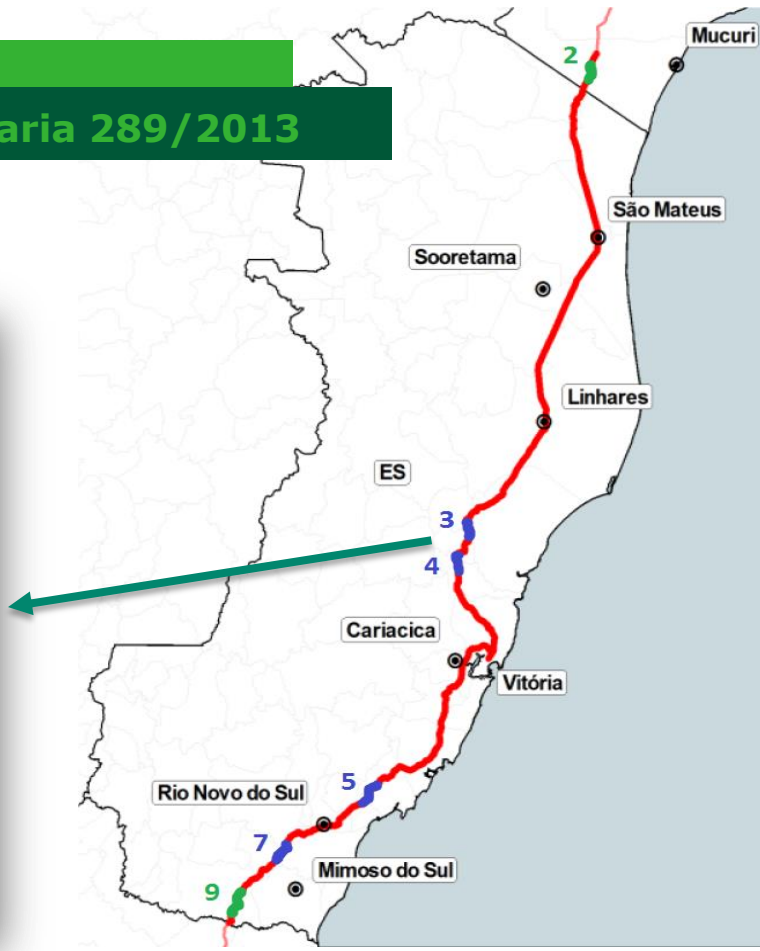 aria 289/2013
2
Mucuri
São Mateus
Sooretama
Linhares
ES
3
4
Cariacica
Vitória
5
Rio Novo do Sul
7
Mimoso do Sul
9